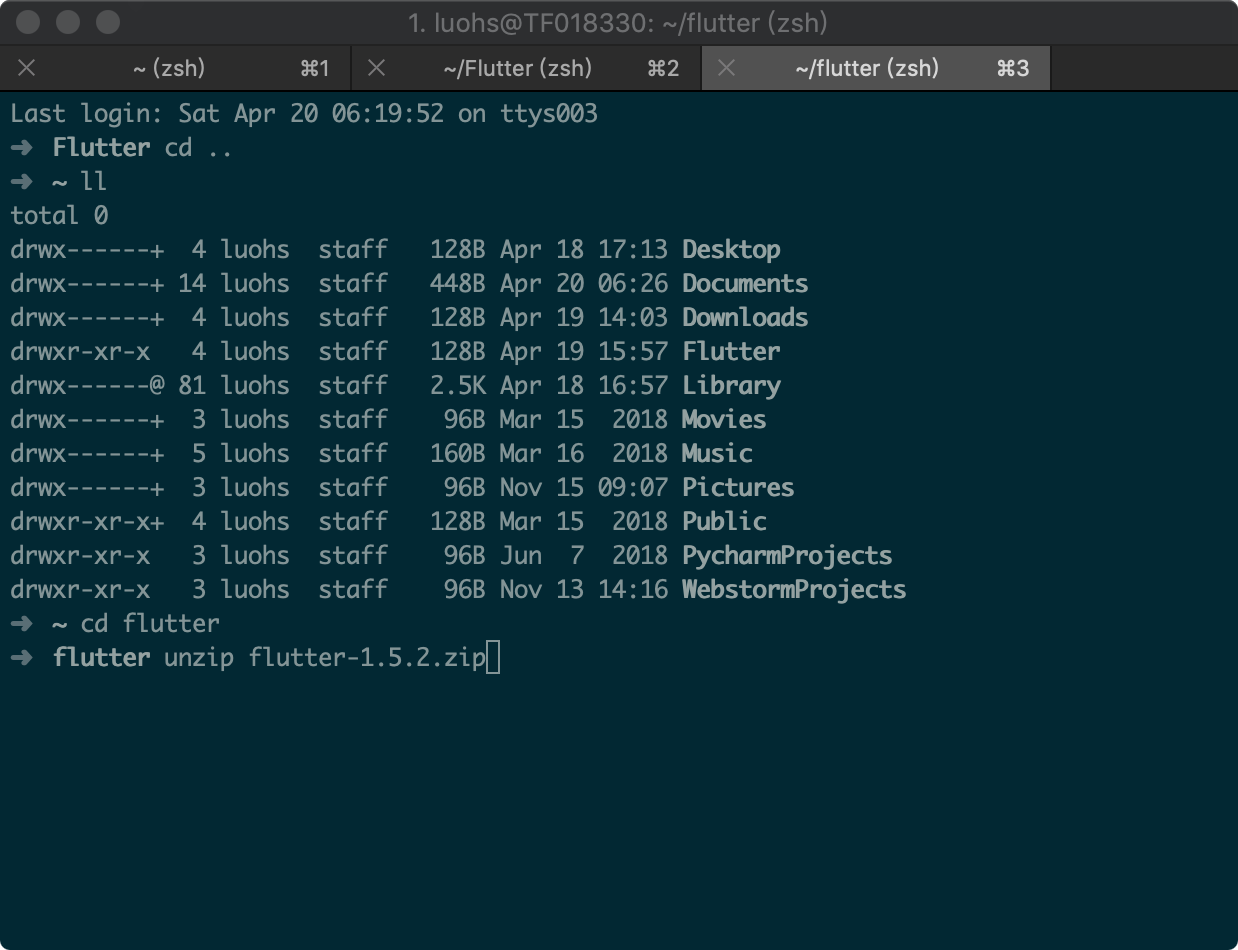 1. luohs@TF018330: ~/flutter (zsh)
~ (zsh) ⌘1 ~/Flutter (zsh) ⌘2 ~/flutter (zsh) ⌘3
Last login: Sat Apr 20 06:19:52 on ttys003
➜  Flutter cd ..
➜  ~ ll
total 0
drwx------+  4 luohs  staff   128B Apr 18 17:13 Desktop
drwx------+ 14 luohs  staff   448B Apr 20 06:26 Documents
drwx------+  4 luohs  staff   128B Apr 19 14:03 Downloads
drwxr-xr-x   4 luohs  staff   128B Apr 19 15:57 Flutter
drwx------@ 81 luohs  staff   2.5K Apr 18 16:57 Library
drwx------+  3 luohs  staff    96B Mar 15  2018 Movies
drwx------+  5 luohs  staff   160B Mar 16  2018 Music
drwx------+  3 luohs  staff    96B Nov 15 09:07 Pictures
drwxr-xr-x+  4 luohs  staff   128B Mar 15  2018 Public
drwxr-xr-x   3 luohs  staff    96B Jun  7  2018 PycharmProjects
drwxr-xr-x   3 luohs  staff    96B Nov 13 14:16 WebstormProjects
➜  ~ cd flutter
➜  flutter unzip flutter-1.5.2.zip